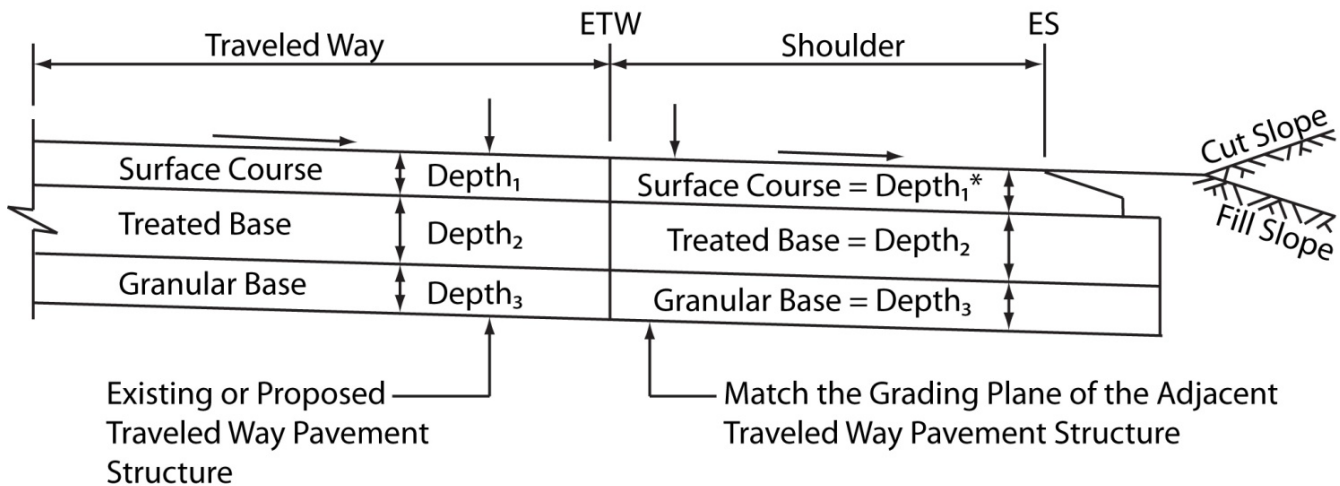 ETW
ES
Traveled Way
Shoulder
Surface Course
Depth₁
Surface Course = Depth₁*
Cut Slope
Fill Slope
Treated Base
Depth₂
Treated Base = Depth₂
Granular Base
Depth₃
Granular Base = Depth₃
Existing or Proposed
Traveled Way Pavement
Structure
Match the Grading Plane of the Adjacent
Traveled Way Pavement Structure